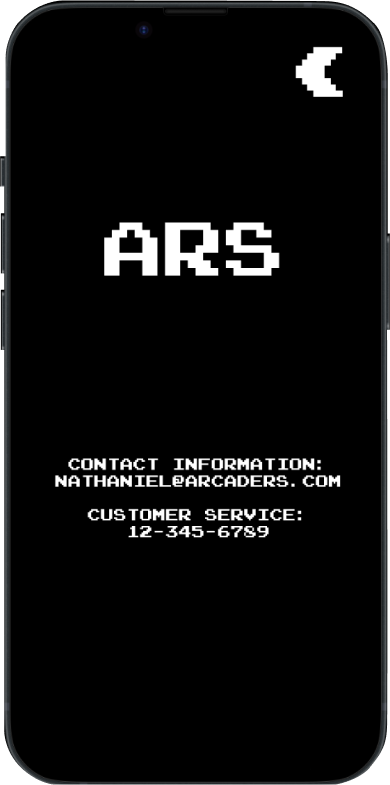 ARS
CONTACT INFORMATION:
NATHANIEL@ARCADERS.COM
CUSTOMER SERVICE:
12-345-6789